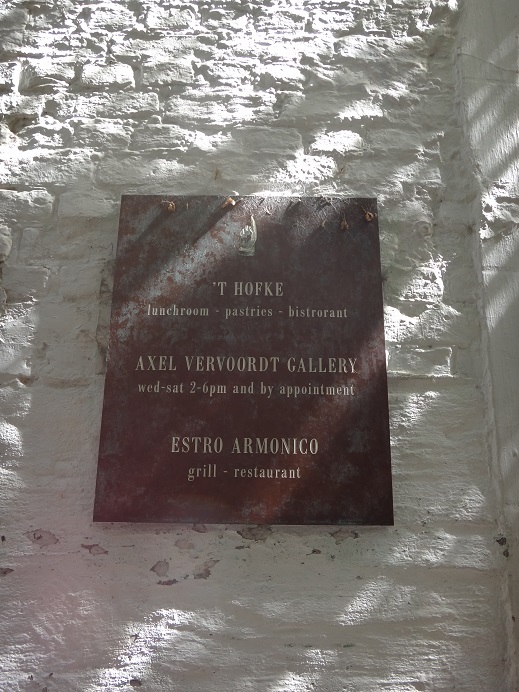 'T HOFKE
lunchroom - pastries - bistrorant
AXEL VERVOORDT GALLERY
wed-sat 2-6pm and by appointment
ESTRO ARMONICO
grill - restaurant